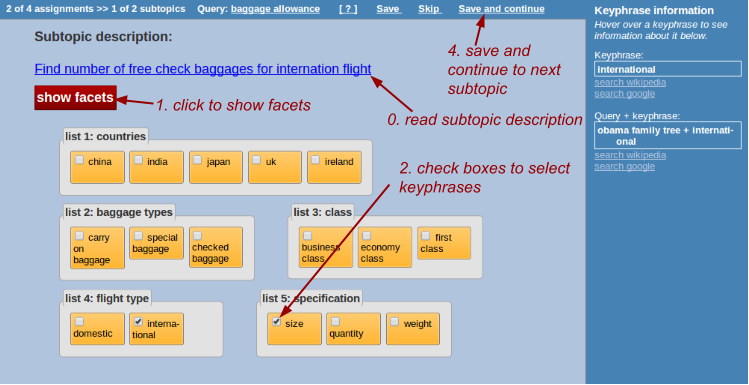 2 of 4 assignments >> 1 of 2 subtopics Query: baggage allowance [ ? ] Save Skip Save and continue
Subtopic description:
Find number of free check baggages for internation flight
show facets
1. click to show facets
4. save and
continue to next
subtopic
0. read subtopic description
2. check boxes to select
keyphrases
list 1: countries
china
india
japan
uk
ireland
list 2: baggage types
carry
on
baggage
special
baggage
checked
baggage
list 3: class
business
class
economy
class
first
class
list 4: flight type
domestic
interna-
tional
list 5: specification
size
quantity
weight
Keyphrase information
Hover over a keyphrase to see
information about it below.
Keyphrase:
international
search wikipedia
search google
Query + keyphrase:
obama family tree + internati-
onal
search wikipedia
search google